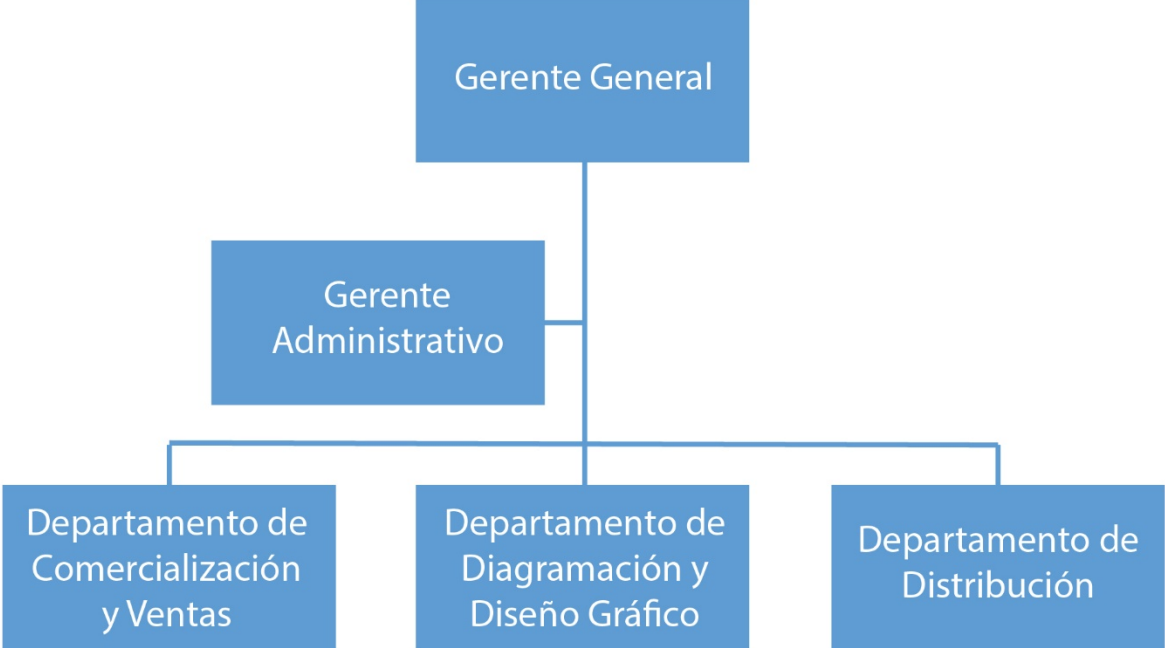 Gerente General
Gerente
Administrativo
Departamento de
Comercialización
y Ventas
Departamento de
Diagramación y
Diseño Gráfico
Departamento de
Distribución